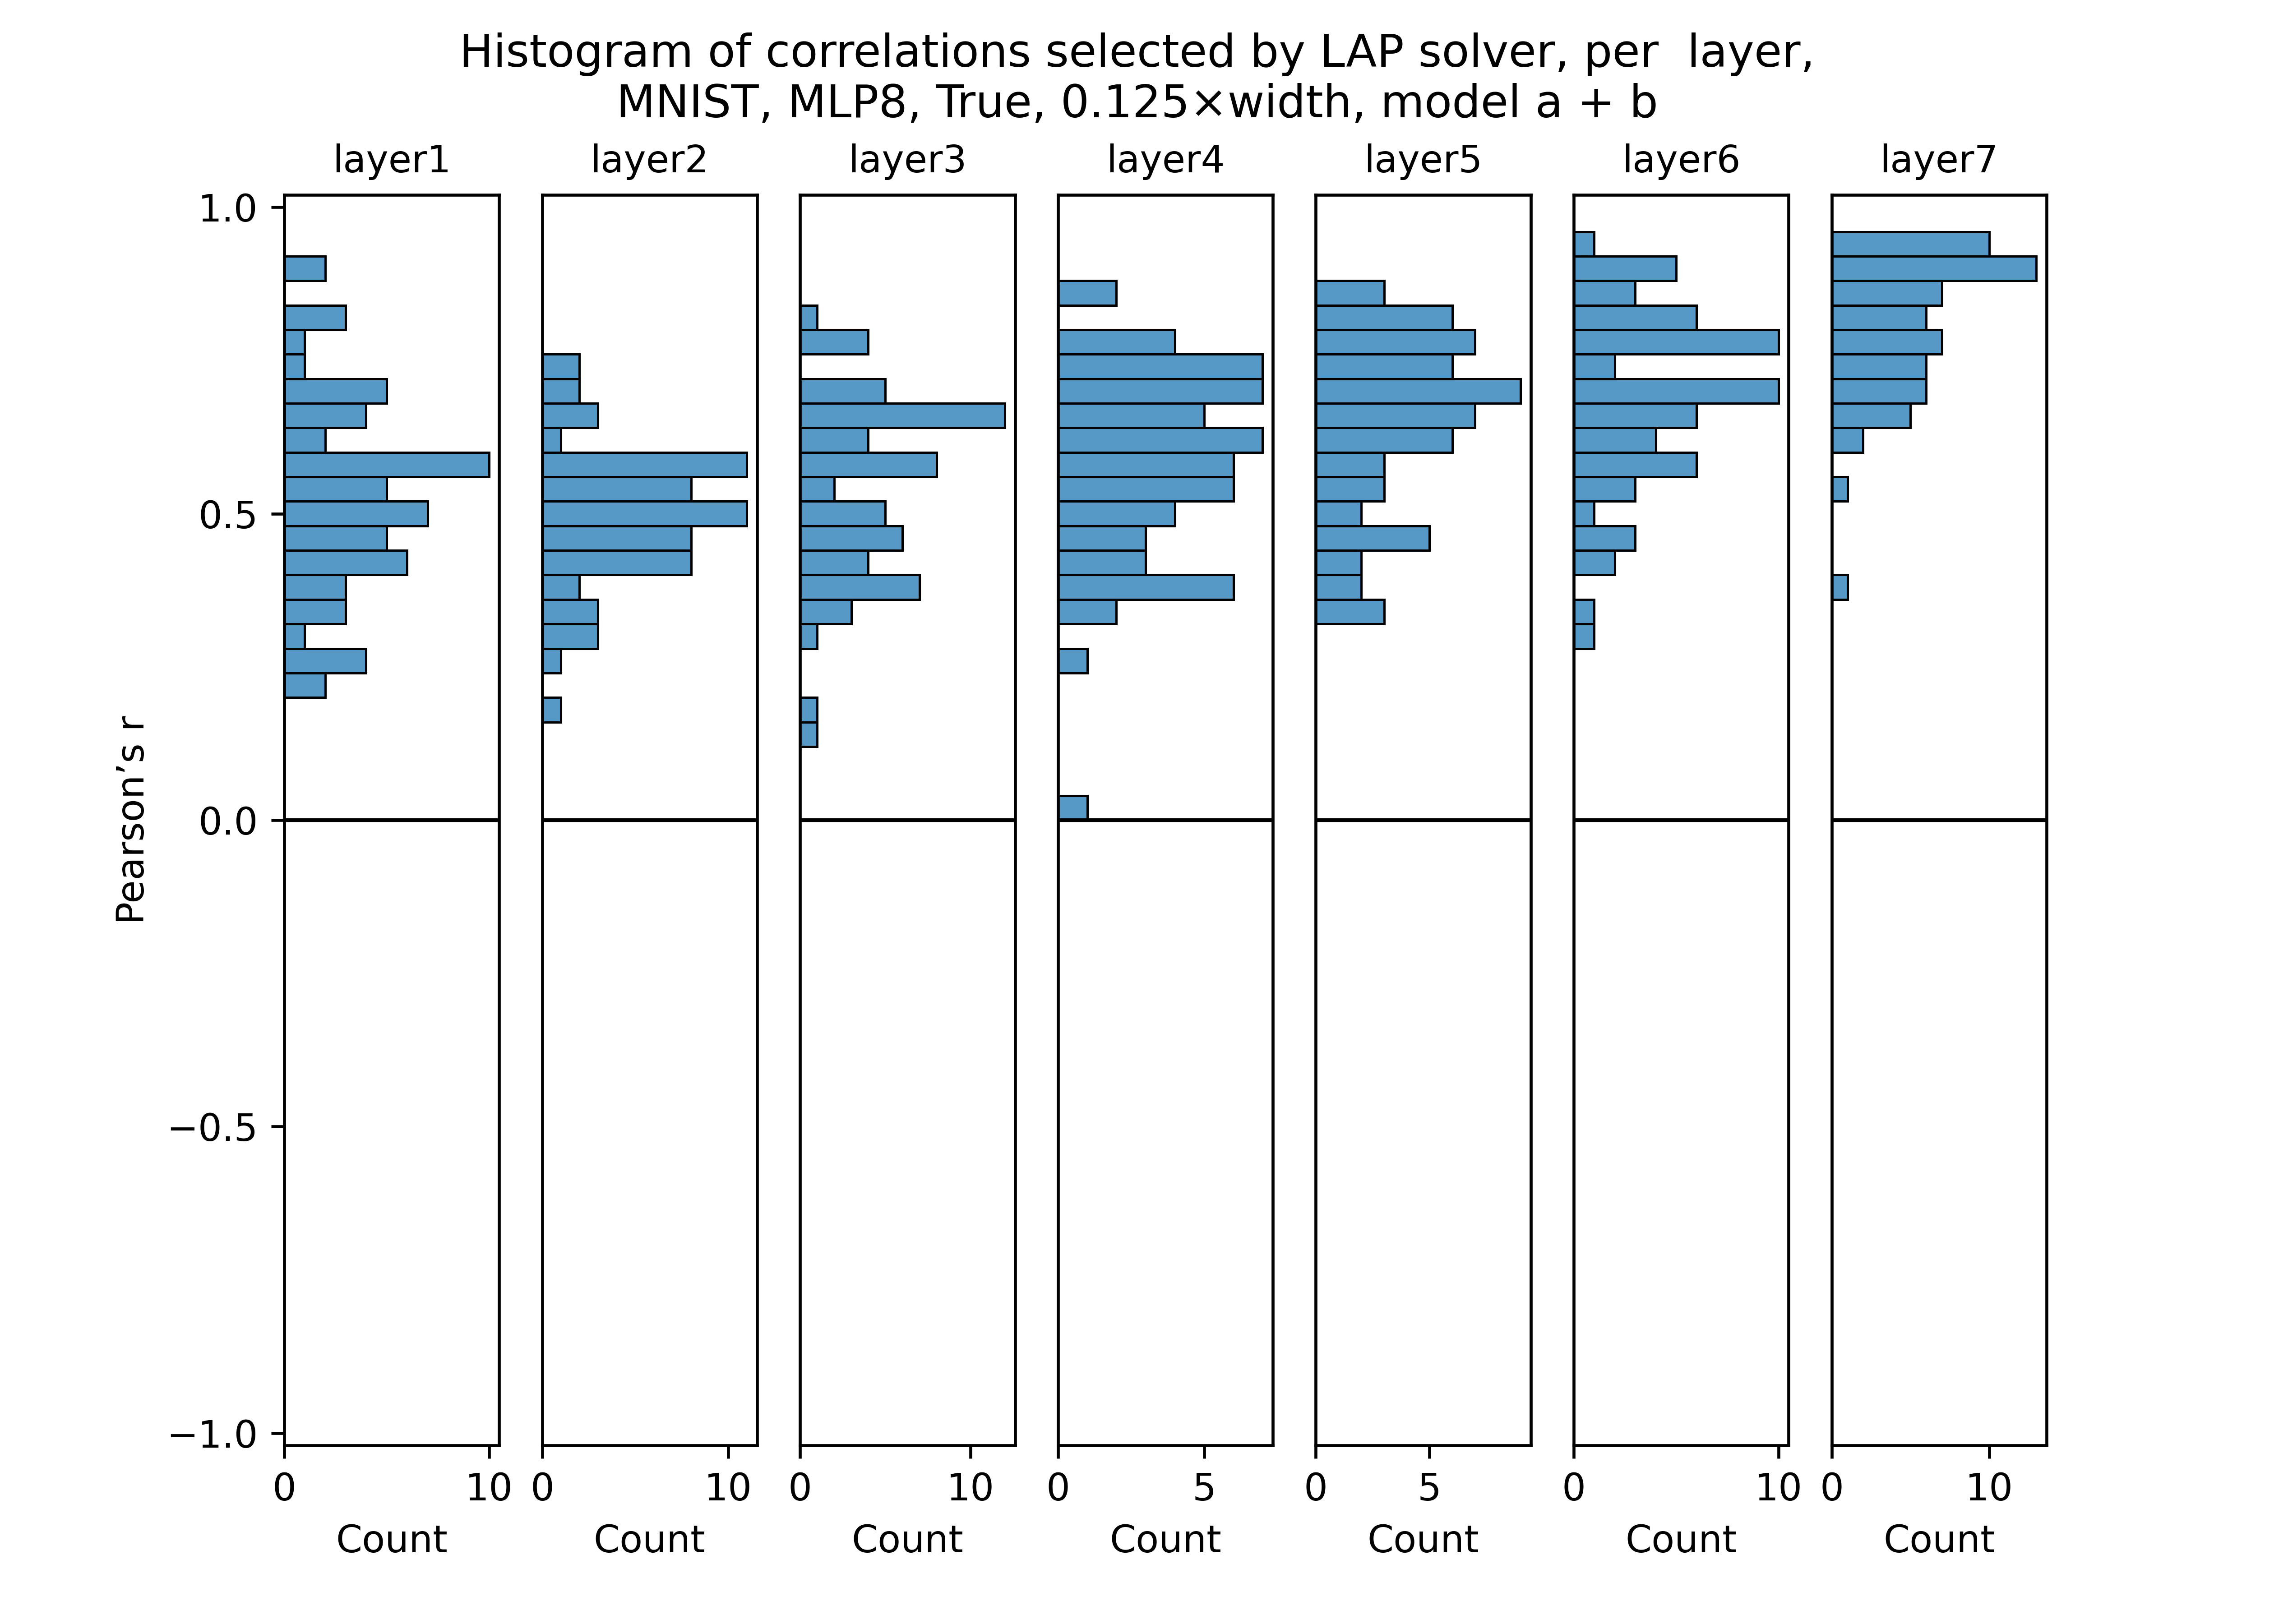 Histogram of correlations selected by LAP solver, per  layer,
MNIST, MLP8, True, 0.125×width, model a + b
layer1 layer2 layer3 layer4 layer5 layer6 layer7
1.0
0.5
0.0
−0.5
−1.0
Pearson’s r
0 10 0 10 0 10 0 5 0 5 0 10 0 10
Count Count Count Count Count Count Count